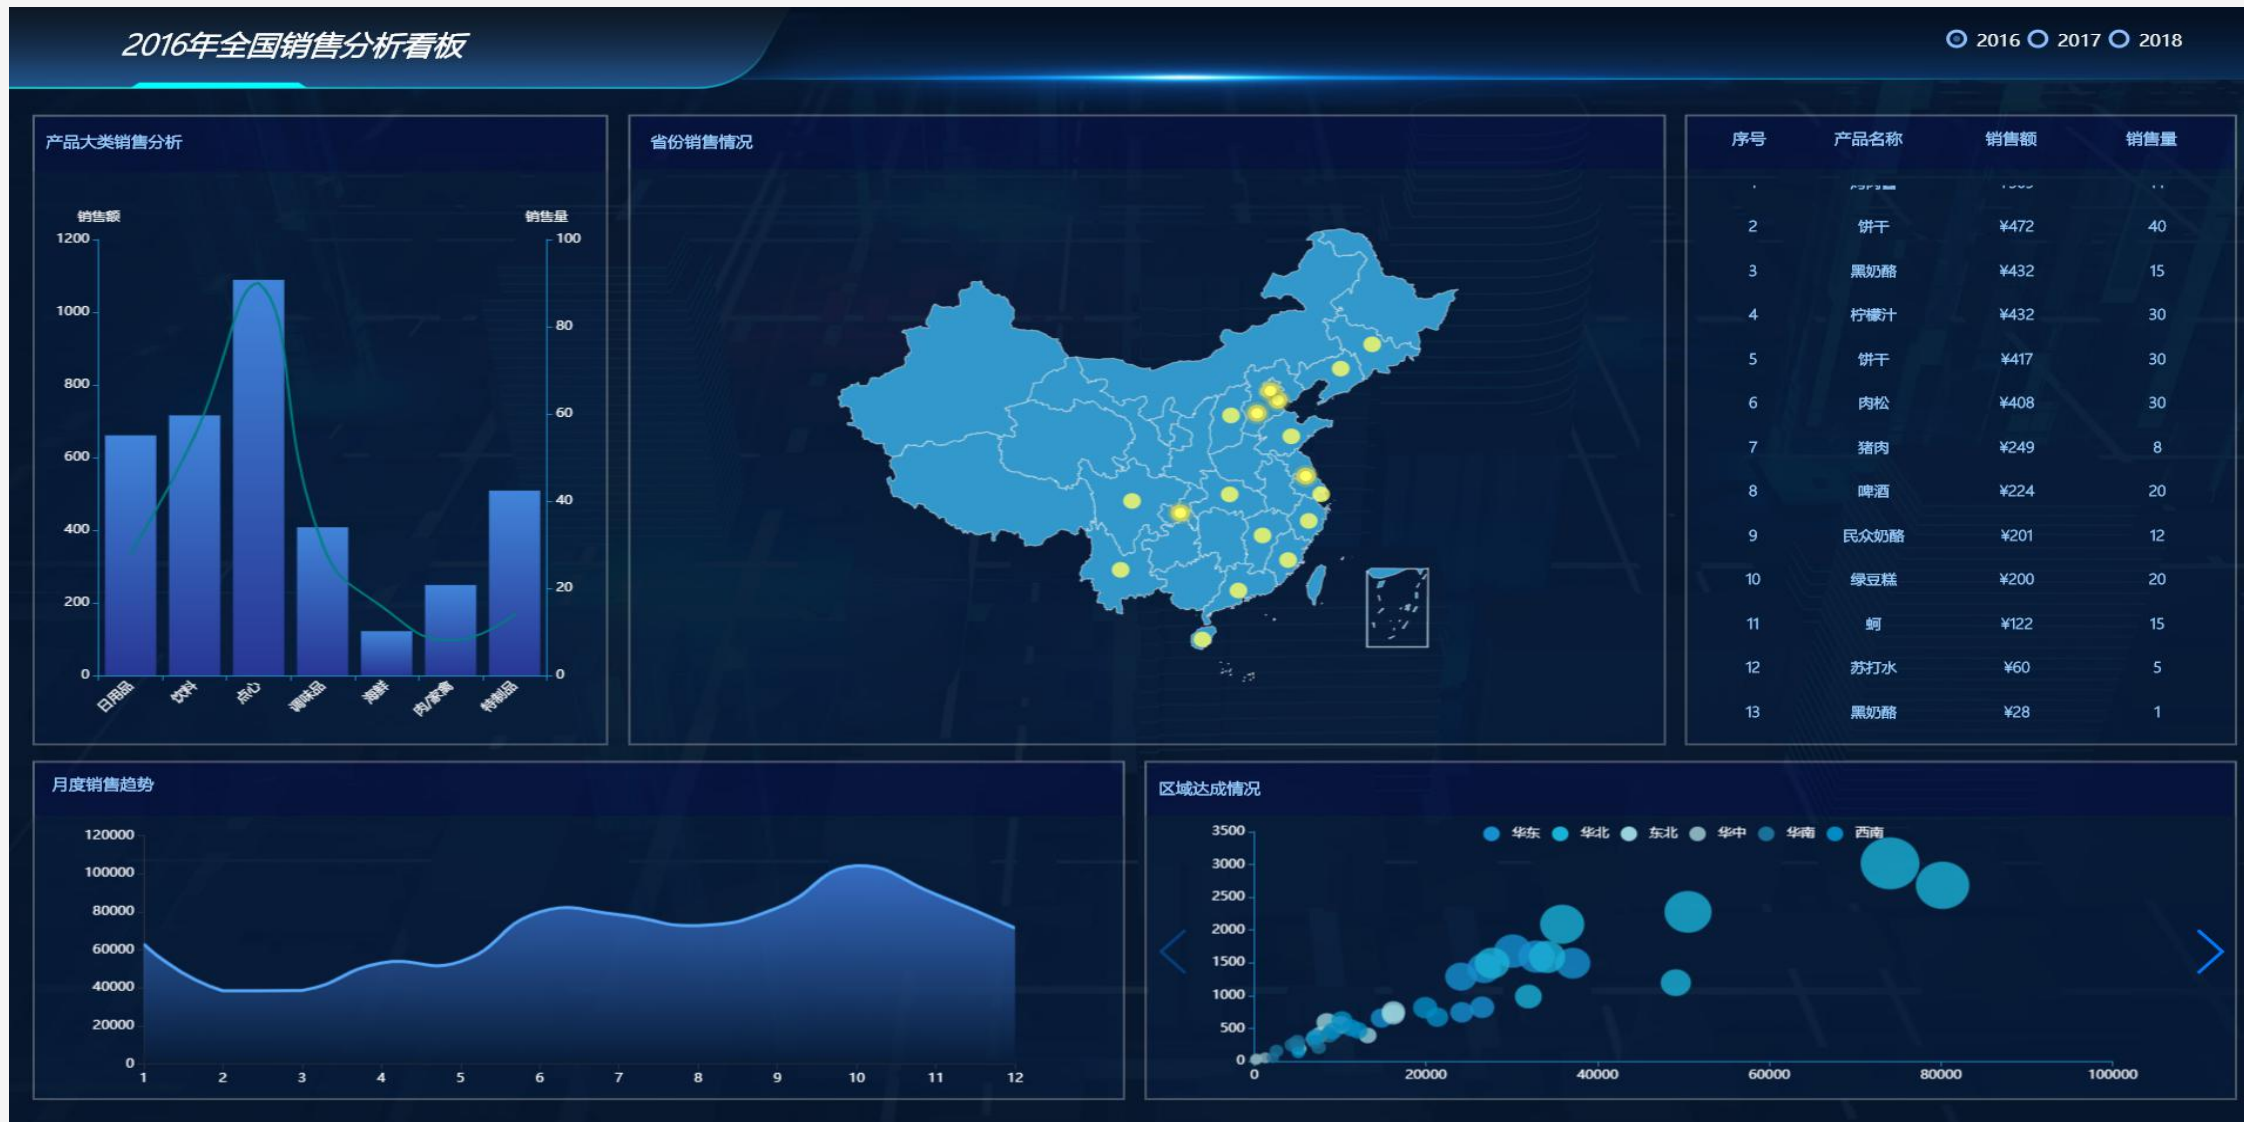 2016年全国销售分析看板
2016 2017 2018
产品大类销售分析
销售额 销售量
1200
1000
800
600
400
200
0
100
80
60
40
20
0
日用品 饮料 点心 调味品 海鲜 肉/家禽 特制品
省份销售情况
序号 产品名称 销售额 销售量
2 饼干 ¥472 40
3 黑奶酪 ¥432 15
4 柠檬汁 ¥432 30
5 饼干 ¥417 30
6 肉松 ¥408 30
7 猪肉 ¥249 8
8 啤酒 ¥224 20
9 民众奶酪 ¥201 12
10 绿豆糕 ¥200 20
11 蚵 ¥122 15
12 苏打水 ¥60 5
13 黑奶酪 ¥28 1
月度销售趋势
120000
100000
80000
60000
40000
20000
0
1 2 3 4 5 6 7 8 9 10 11 12
区域达成情况
华东 华北 东北 华中 华南 西南
3500
3000
2500
2000
1500
1000
500
0
0 20000 40000 60000 80000 100000